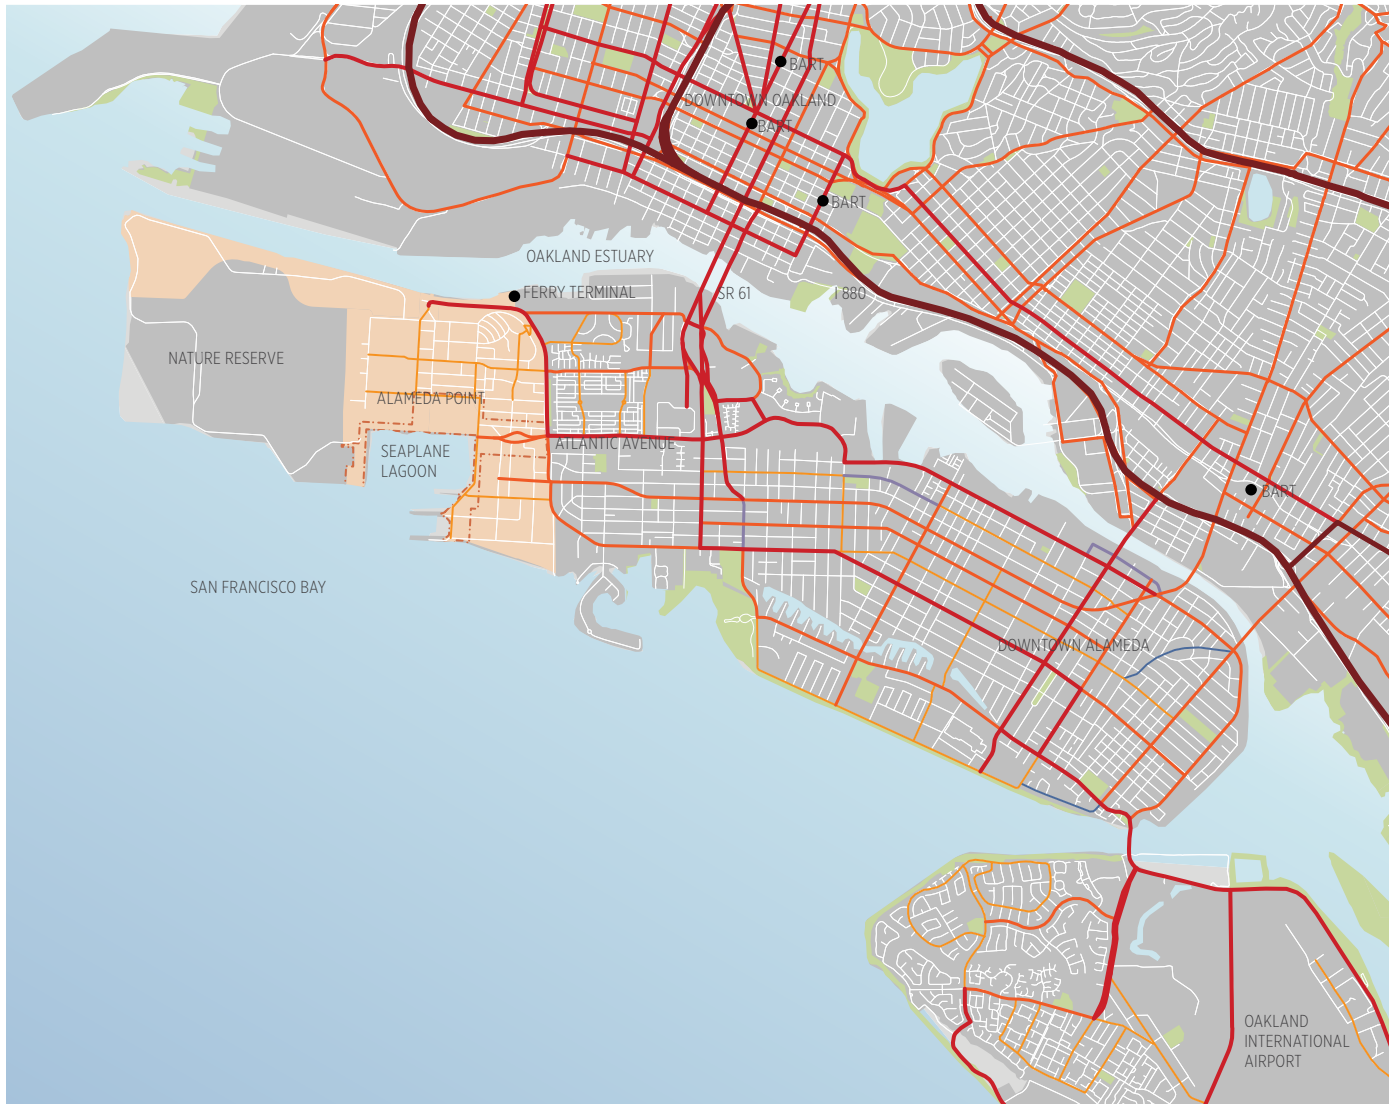 BART
DOWNTOWN OAKLAND
BART
BART
OAKLAND ESTUARY
FERRY TERMINAL
SR 61
I 880
NATURE RESERVE
ALAMEDA POINT
ATLANTIC AVENUE
SEAPLANE
LAGOON
BART
SAN FRANCISCO BAY
DOWNTOWN ALAMEDA
OAKLAND
INTERNATIONAL
AIRPORT